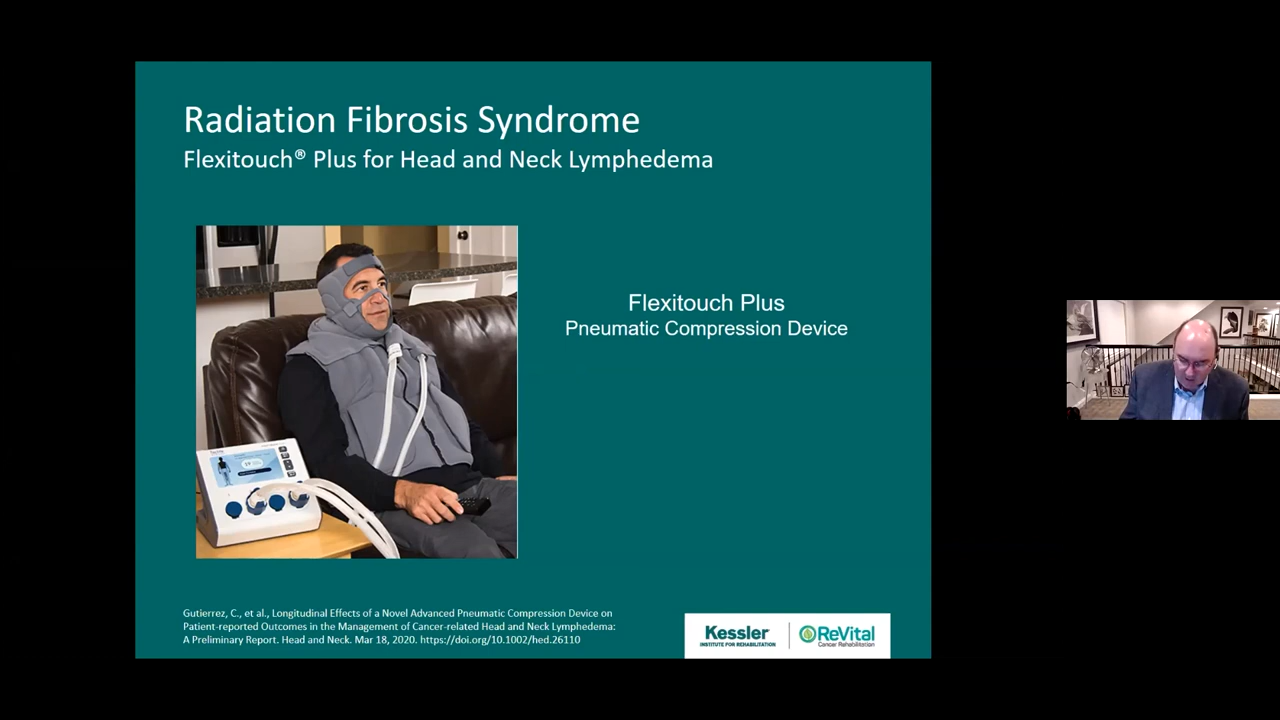 Radiation Fibrosis Syndrome
Flexitouch® Plus for Head and Neck Lymphedema
Flexitouch Plus
Pneumatic Compression Device
Gutierrez, C., et al., Longitudinal Effects of a Novel Advanced Pneumatic Compression Device on
Patient-reported Outcomes in the Management of Cancer-related Head and Neck Lymphedema:
A Preliminary Report. Head and Neck. Mar 18, 2020. https://doi.org/10.1002/hed.26110
Kessler
INSTITUTE FOR REHABILITATION
ReVital
Cancer Rehabilitation